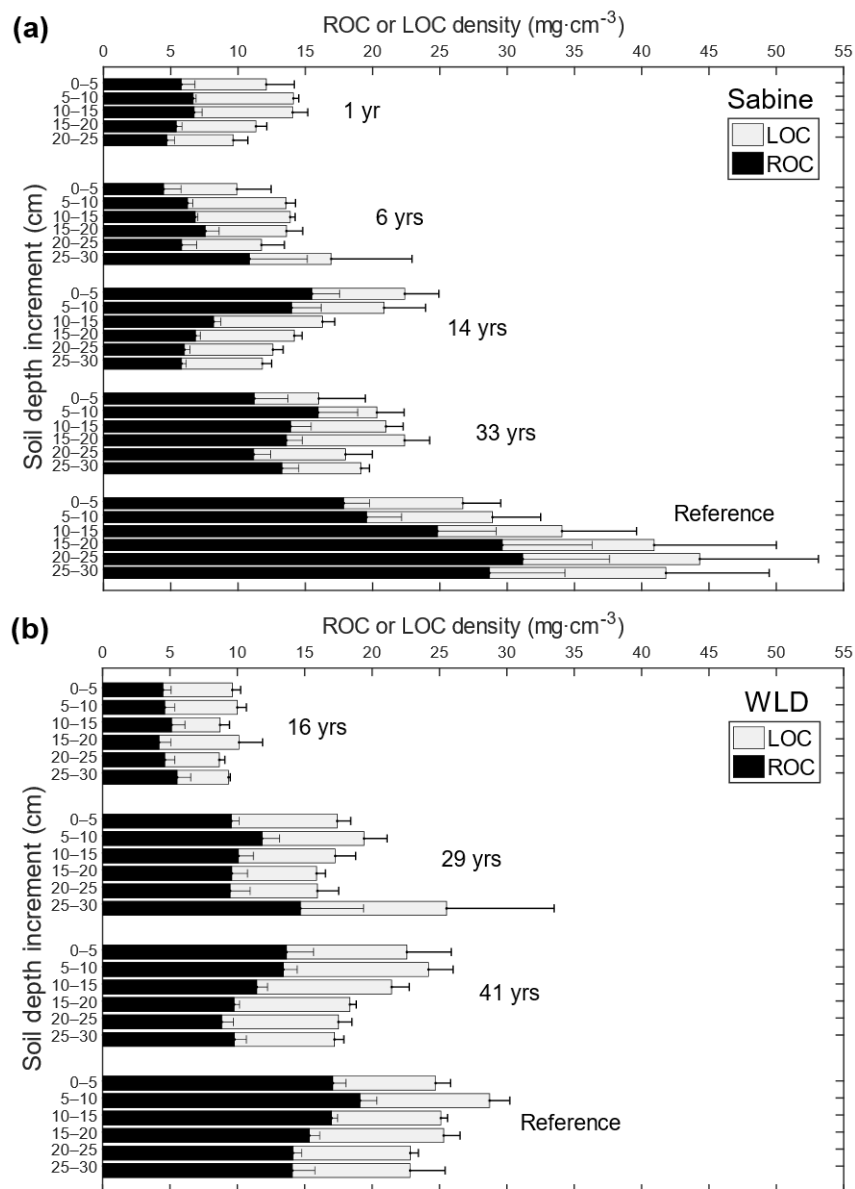 (a)
ROC or LOC density (mg·cm⁻³)
0 5 10 15 20 25 30 35 40 45 50 55
Soil depth increment (cm)
Sabine
LOC
ROC
0–5
5–10
10–15
15–20
20–25
1 yr
0–5
5–10
10–15
15–20
20–25
25–30
6 yrs
0–5
5–10
10–15
15–20
20–25
25–30
14 yrs
0–5
5–10
10–15
15–20
20–25
25–30
33 yrs
0–5
5–10
10–15
15–20
20–25
25–30
Reference
(b)
ROC or LOC density (mg·cm⁻³)
0 5 10 15 20 25 30 35 40 45 50 55
Soil depth increment (cm)
WLD
LOC
ROC
0–5
5–10
10–15
15–20
20–25
25–30
16 yrs
0–5
5–10
10–15
15–20
20–25
25–30
29 yrs
0–5
5–10
10–15
15–20
20–25
25–30
41 yrs
0–5
5–10
10–15
15–20
20–25
25–30
Reference